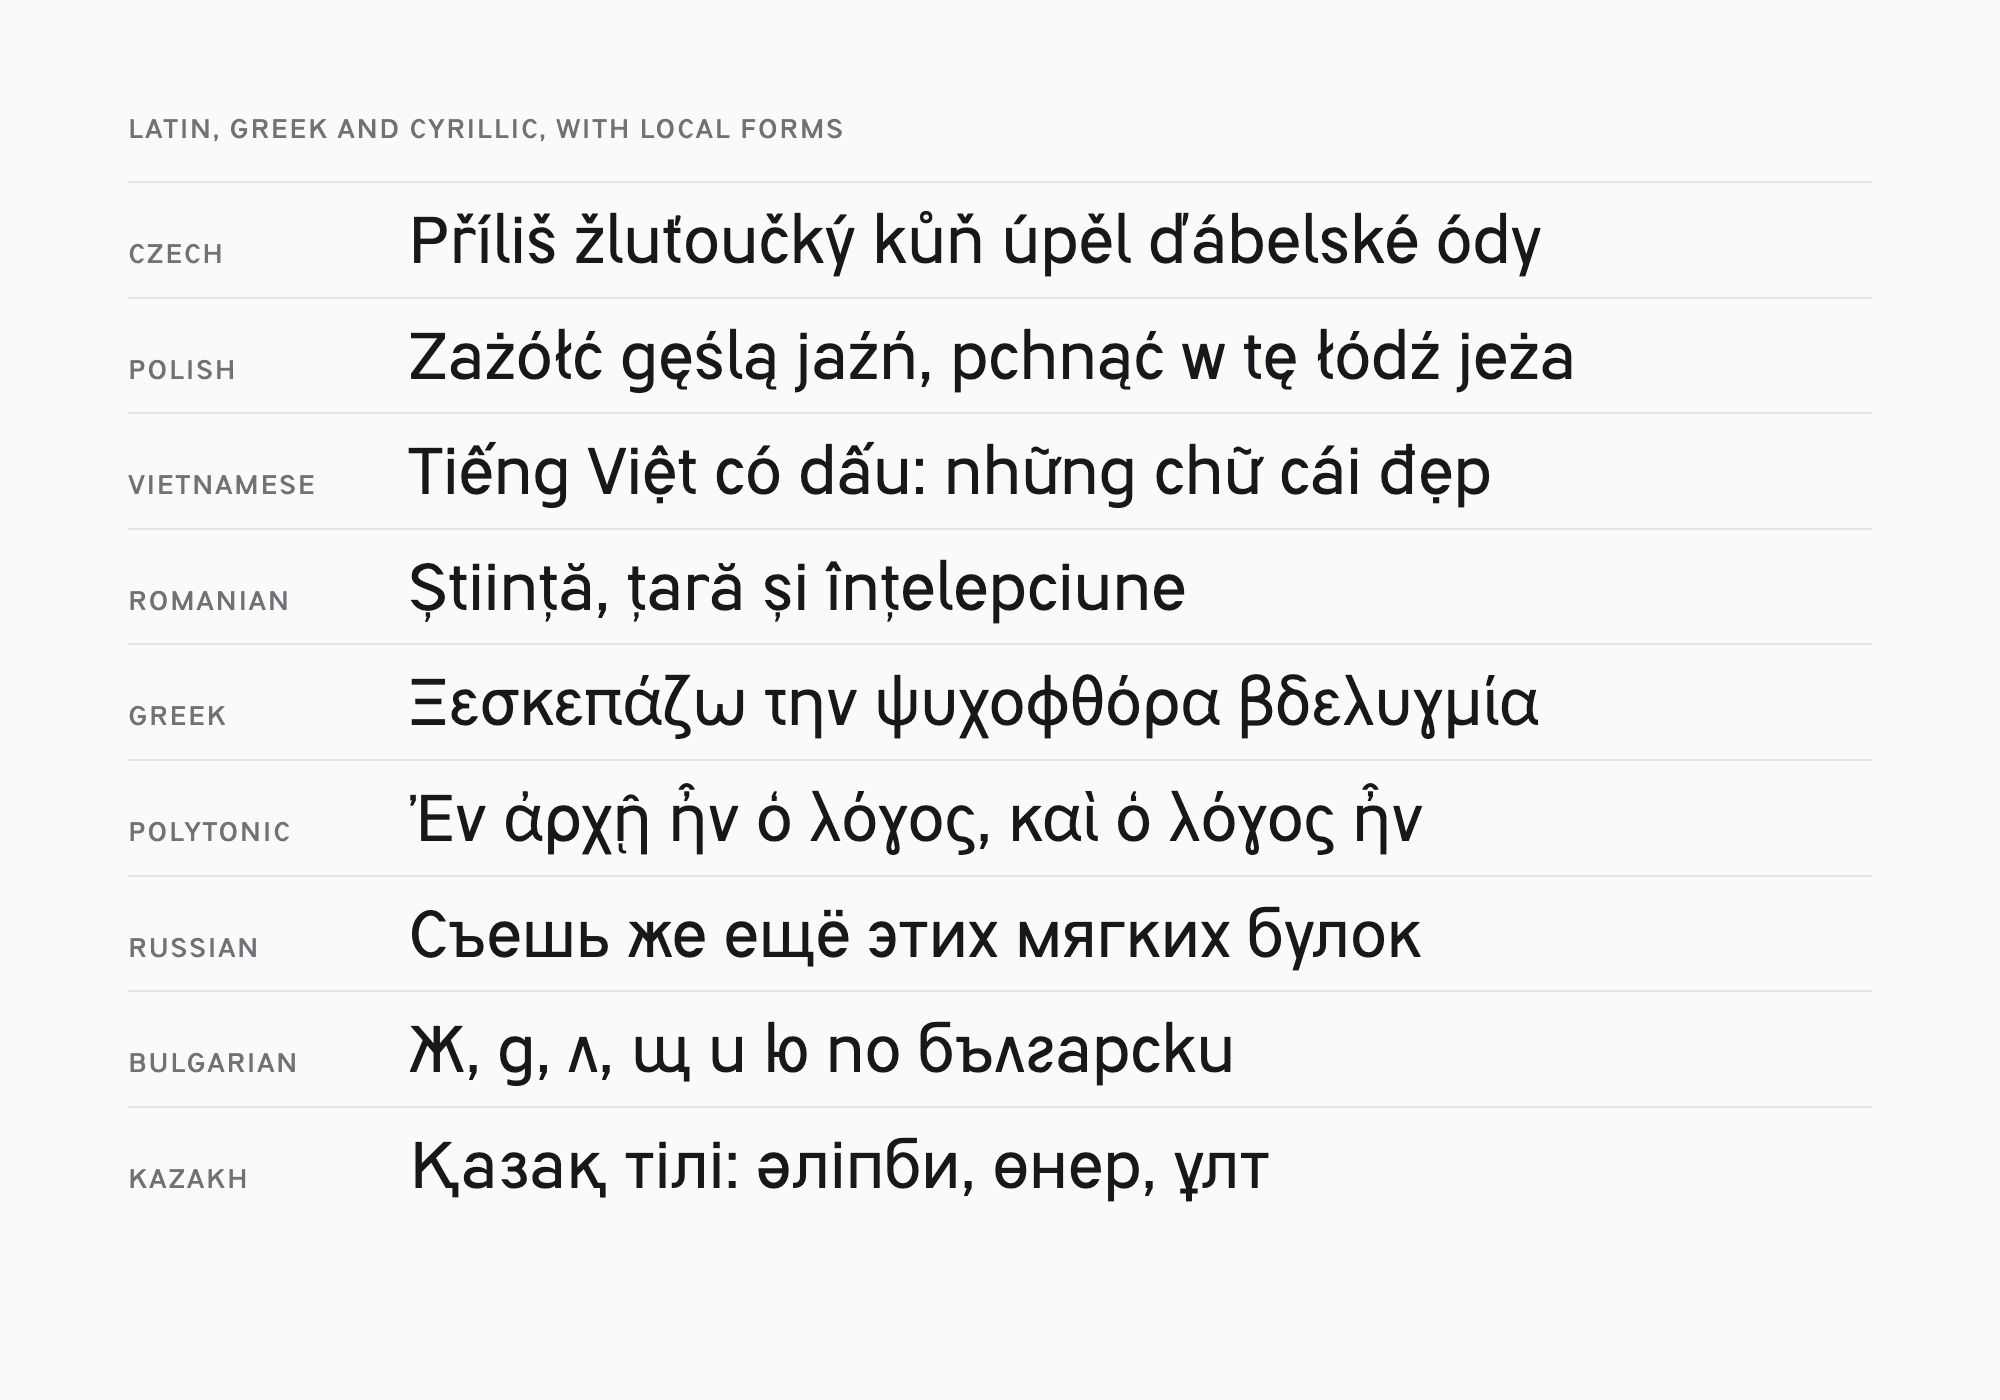 LATIN, GREEK AND CYRILLIC, WITH LOCAL FORMS
CZECH Příliš žluťoučký kůň úpěl ďábelské ódy
POLISH Zażółć gęślą jaźń, pchnąć w tę łódź jeża
VIETNAMESE Tiếng Việt có dấu: những chữ cái đẹp
ROMANIAN Știință, țară și înțelepciune
GREEK Ξεσκεπάζω την ψυχοφθόρα βδελυγμία
POLYTONIC Ἐν ἀρχῇ ἦν ὁ λόγος, καὶ ὁ λόγος ἦν
RUSSIAN Съешь же ещё этих мягких булок
BULGARIAN Ж, д, л, щ и ю по български
KAZAKH Қазақ тілі: әліпби, өнер, ұлт